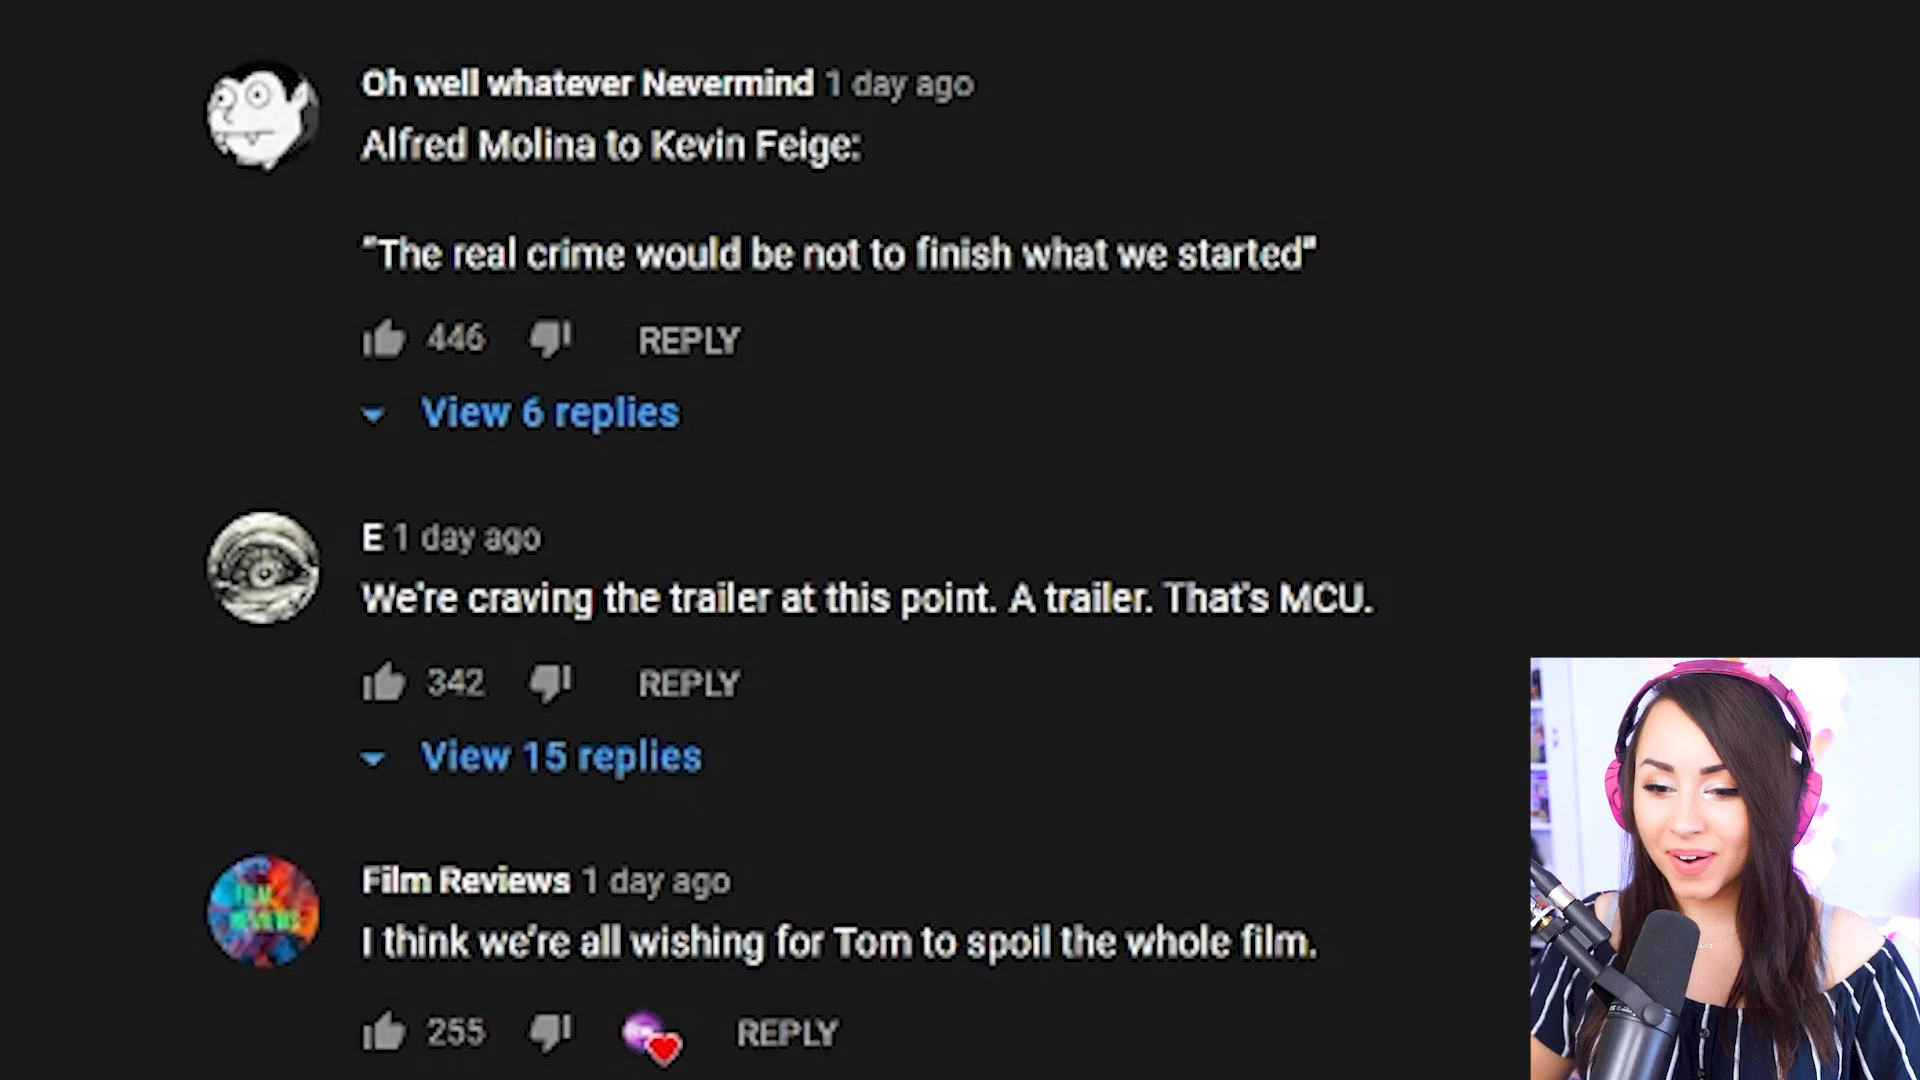 Oh well whatever Nevermind 1 day ago
Alfred Molina to Kevin Feige:
"The real crime would be not to finish what we started"
446 REPLY
View 6 replies
E 1 day ago
We're craving the trailer at this point. A trailer. That's MCU.
342 REPLY
View 15 replies
Film Reviews 1 day ago
FILM
REVIEWS
I think we're all wishing for Tom to spoil the whole film.
255 REPLY